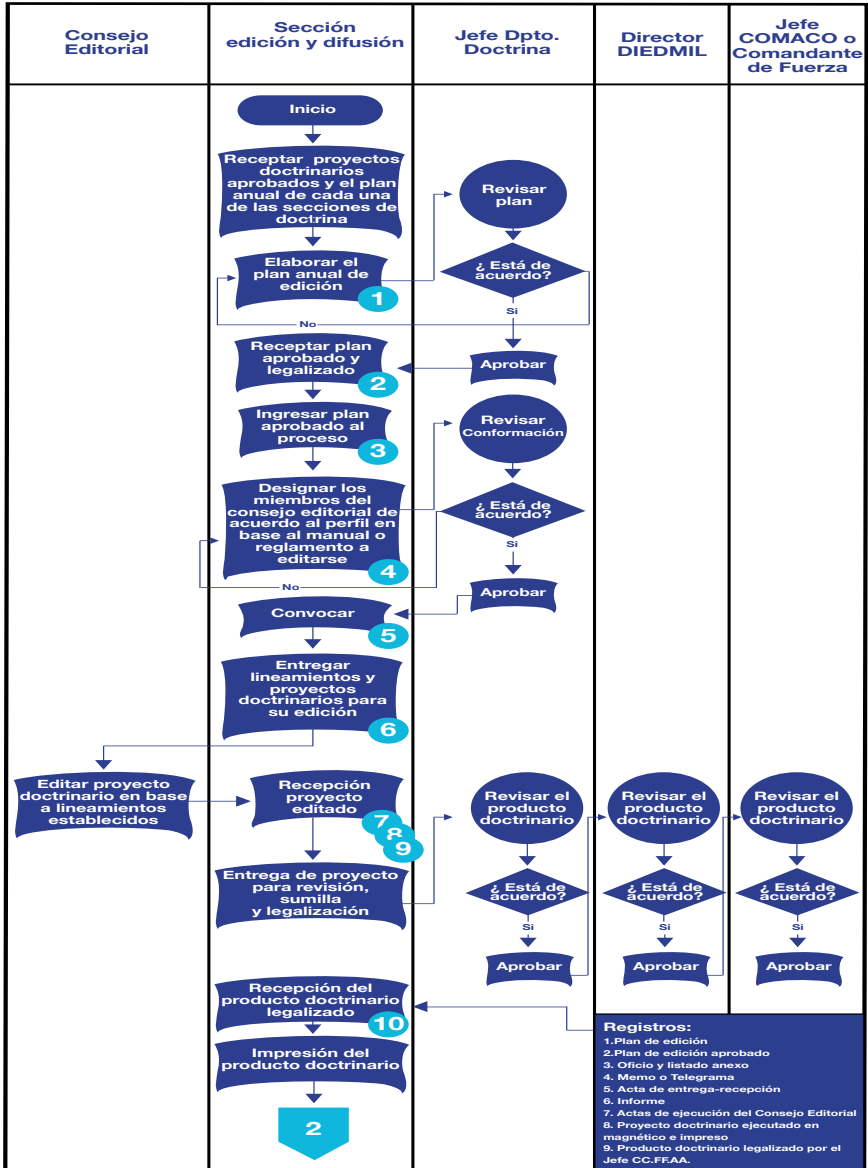 Consejo
Editorial
Sección
edición y difusión
Jefe Dpto.
Doctrina
Director
DIEDMIL
Jefe
COMACO o
Comandante
de Fuerza
Inicio
Receptar proyectos
doctrinarios
aprobados y el plan
anual de cada una
de las secciones de
doctrina
Revisar
plan
Elaborar el
plan anual de
edición
1
¿ Está de
acuerdo?
Si
No
Receptar plan
aprobado y
legalizado
2
Aprobar
Ingresar plan
aprobado al
proceso
3
Revisar
Conformación
Designar los
miembros del
consejo editorial de
acuerdo al perfil en
base al manual o
reglamento a
editarse
4
¿ Está de
acuerdo?
Si
No
Aprobar
Convocar
5
Entregar
lineamientos y
proyectos
doctrinarios para
su edición
6
Editar proyecto
doctrinario en base
a lineamientos
establecidos
Recepción
proyecto
editado
7
8
9
Revisar el
producto
doctrinario
Revisar el
producto
doctrinario
Revisar el
producto
doctrinario
Entrega de proyecto
para revisión,
sumilla
y legalización
¿ Está de
acuerdo?
¿ Está de
acuerdo?
¿ Está de
acuerdo?
Si
Si
Si
Aprobar
Aprobar
Aprobar
Recepción del
producto doctrinario
legalizado
10
Impresión del
producto doctrinario
2
Registros:
1.Plan de edición
2.Plan de edición aprobado
3. Oficio y listado anexo
4. Memo o Telegrama
5. Acta de entrega-recepción
6. Informe
7. Actas de ejecución del Consejo Editorial
8. Proyecto doctrinario ejecutado en
magnético e impreso
9. Producto doctrinario legalizado por el
Jefe CC.FF.AA.